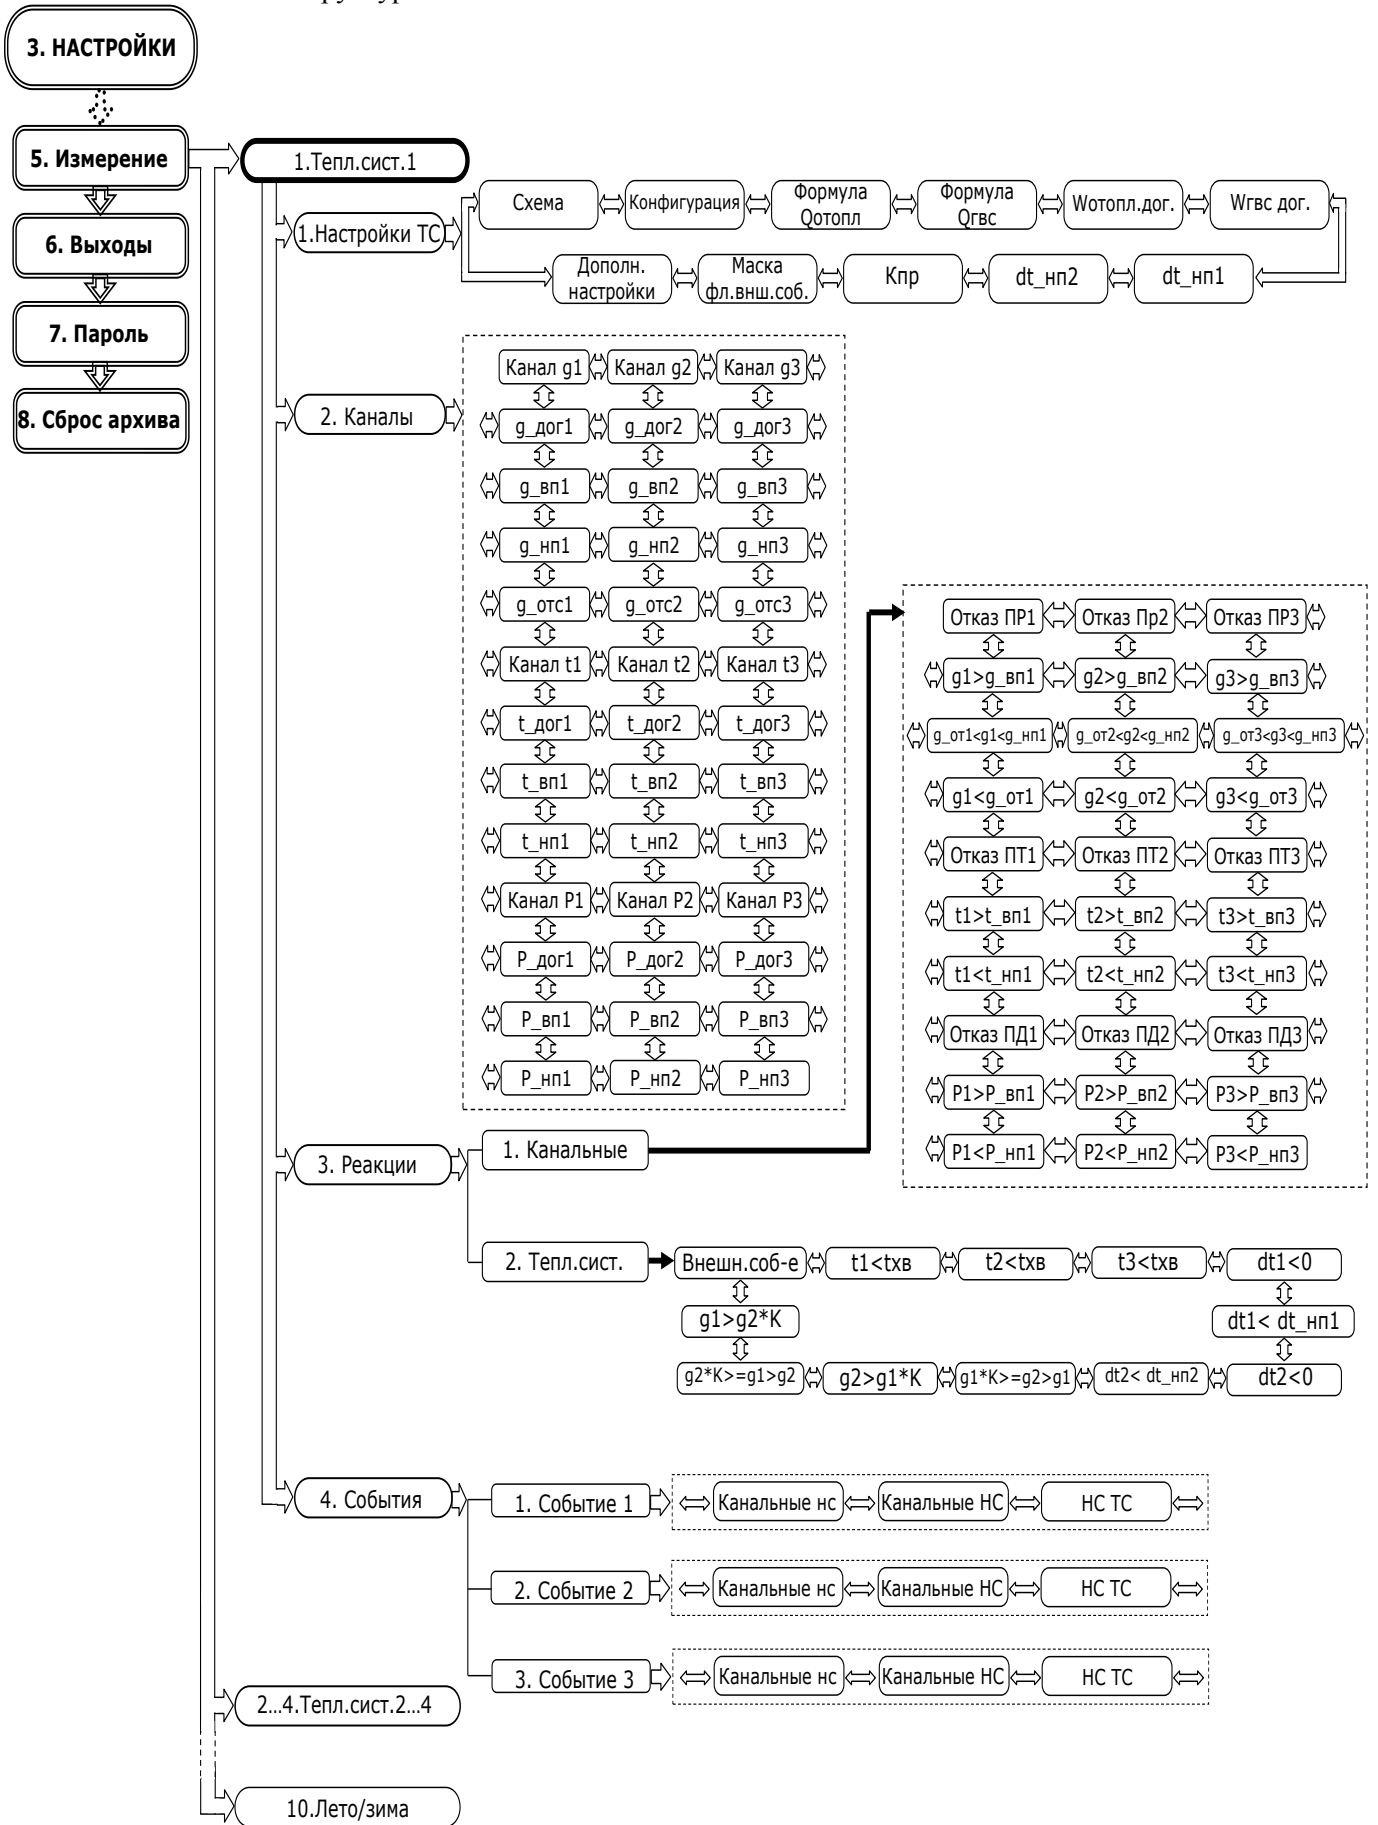 3. НАСТРОЙКИ
5. Измерение
6. Выходы
7. Пароль
8. Сброс архива
1.Тепл.сист.1
1.Настройки ТС
Схема
Конфигурация
Формула
Qотопл
Формула
Qгвс
Wотопл.дог.
Wгвс дог.
Дополн.
настройки
Маска
фл.внш.соб.
Кпр
dt_нп2
dt_нп1
2. Каналы
Канал g1 Канал g2 Канал g3
g_дог1 g_дог2 g_дог3
g_вп1 g_вп2 g_вп3
g_нп1 g_нп2 g_нп3
g_отс1 g_отс2 g_отс3
Канал t1 Канал t2 Канал t3
t_дог1 t_дог2 t_дог3
t_вп1 t_вп2 t_вп3
t_нп1 t_нп2 t_нп3
Канал P1 Канал P2 Канал P3
P_дог1 P_дог2 P_дог3
P_вп1 P_вп2 P_вп3
P_нп1 P_нп2 P_нп3
3. Реакции
1. Канальные
Отказ ПР1 Отказ Пр2 Отказ ПР3
g1>g_вп1 g2>g_вп2 g3>g_вп3
g_от1<g1<g_нп1 g_от2<g2<g_нп2 g_от3<g3<g_нп3
g1<g_от1 g2<g_от2 g3<g_от3
Отказ ПТ1 Отказ ПТ2 Отказ ПТ3
t1>t_вп1 t2>t_вп2 t3>t_вп3
t1<t_нп1 t2<t_нп2 t3<t_нп3
Отказ ПД1 Отказ ПД2 Отказ ПД3
P1>P_вп1 P2>P_вп2 P3>P_вп3
P1<P_нп1 P2<P_нп2 P3<P_нп3
2. Тепл.сист.
Внешн.соб-е t1<tхв t2<tхв t3<tхв dt1<0
g1>g2*K dt1< dt_нп1
g2*K>=g1>g2 g2>g1*K g1*K>=g2>g1 dt2< dt_нп2 dt2<0
4. События
1. Событие 1 Канальные нс Канальные НС НС ТС
2. Событие 2 Канальные нс Канальные НС НС ТС
3. Событие 3 Канальные нс Канальные НС НС ТС
2...4.Тепл.сист.2...4
10.Лето/зима